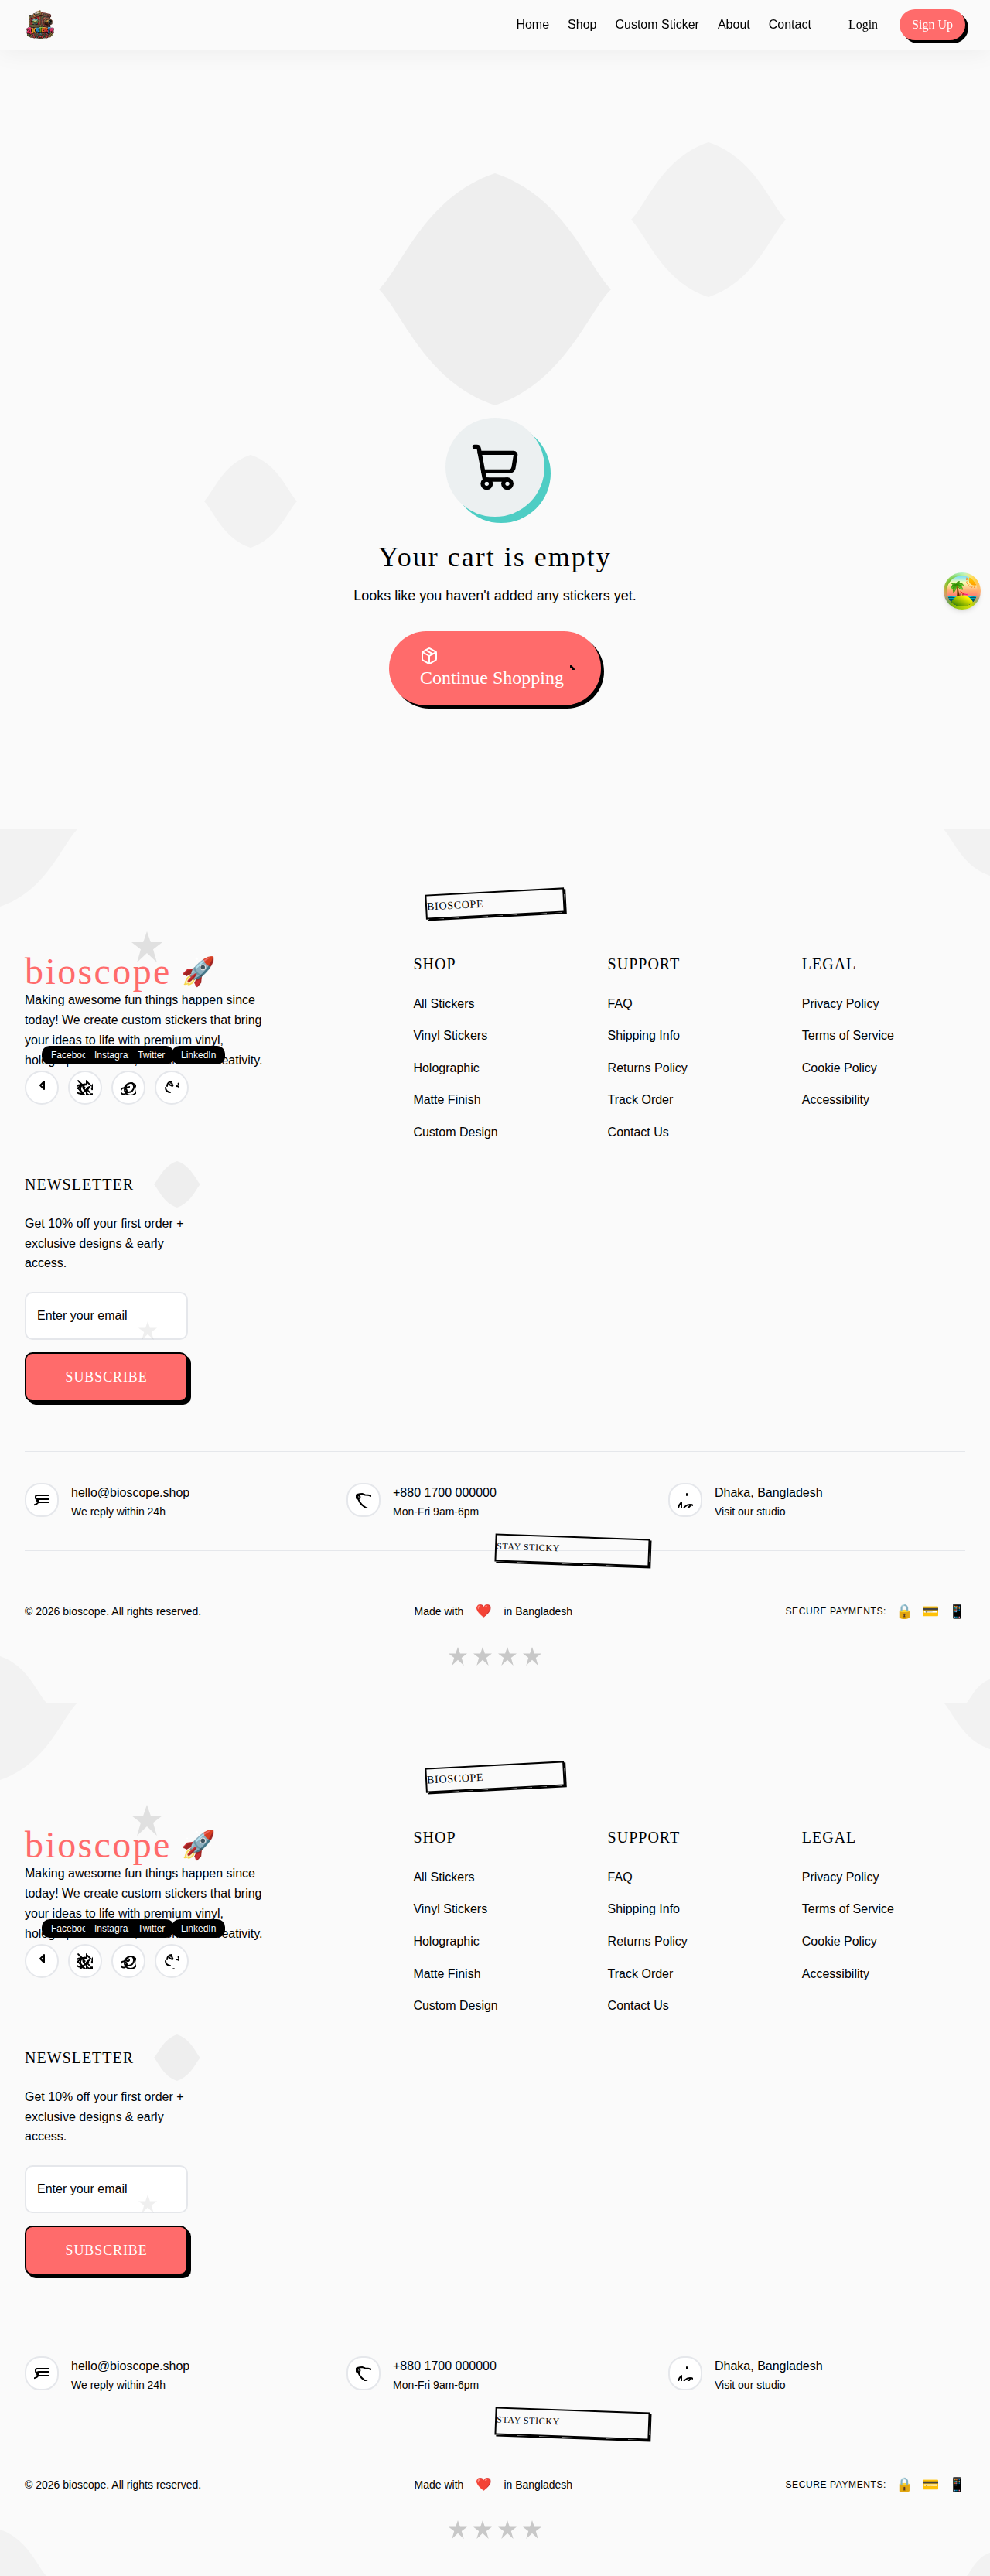 Home Shop Custom Sticker About Contact Login Sign Up
Your cart is empty
Looks like you haven't added any stickers yet.
Continue Shopping
BIOSCOPE
bioscope 🚀
Making awesome fun things happen since
today! We create custom stickers that bring
your ideas to life with premium vinyl,
Facebook Instagra Twitter LinkedIn
SHOP
All Stickers
Vinyl Stickers
Holographic
Matte Finish
Custom Design
SUPPORT
FAQ
Shipping Info
Returns Policy
Track Order
Contact Us
LEGAL
Privacy Policy
Terms of Service
Cookie Policy
Accessibility
NEWSLETTER
Get 10% off your first order +
exclusive designs & early
access.
Enter your email
SUBSCRIBE
hello@bioscope.shop
We reply within 24h
+880 1700 000000
Mon-Fri 9am-6pm
Dhaka, Bangladesh
Visit our studio
STAY STICKY
© 2026 bioscope. All rights reserved.
Made with ❤️ in Bangladesh
SECURE PAYMENTS: 🔒 💳 📱
BIOSCOPE
bioscope 🚀
Making awesome fun things happen since
today! We create custom stickers that bring
your ideas to life with premium vinyl,
Facebook Instagra Twitter LinkedIn
SHOP
All Stickers
Vinyl Stickers
Holographic
Matte Finish
Custom Design
SUPPORT
FAQ
Shipping Info
Returns Policy
Track Order
Contact Us
LEGAL
Privacy Policy
Terms of Service
Cookie Policy
Accessibility
NEWSLETTER
Get 10% off your first order +
exclusive designs & early
access.
Enter your email
SUBSCRIBE
hello@bioscope.shop
We reply within 24h
+880 1700 000000
Mon-Fri 9am-6pm
Dhaka, Bangladesh
Visit our studio
STAY STICKY
© 2026 bioscope. All rights reserved.
Made with ❤️ in Bangladesh
SECURE PAYMENTS: 🔒 💳 📱